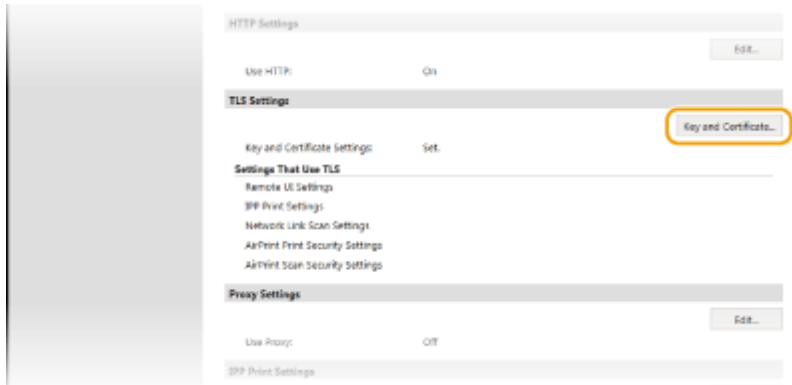 HTTP Settings
Edit...
Use HTTP: On
TLS Settings
Key and Certificate...
Key and Certificate Settings: Set.
Settings That Use TLS
Remote UI Settings
IPP Print Settings
Network Link Scan Settings
AirPrint Print Security Settings
AirPrint Scan Security Settings
Proxy Settings
Edit...
Use Proxy: Off
IPP Print Settings